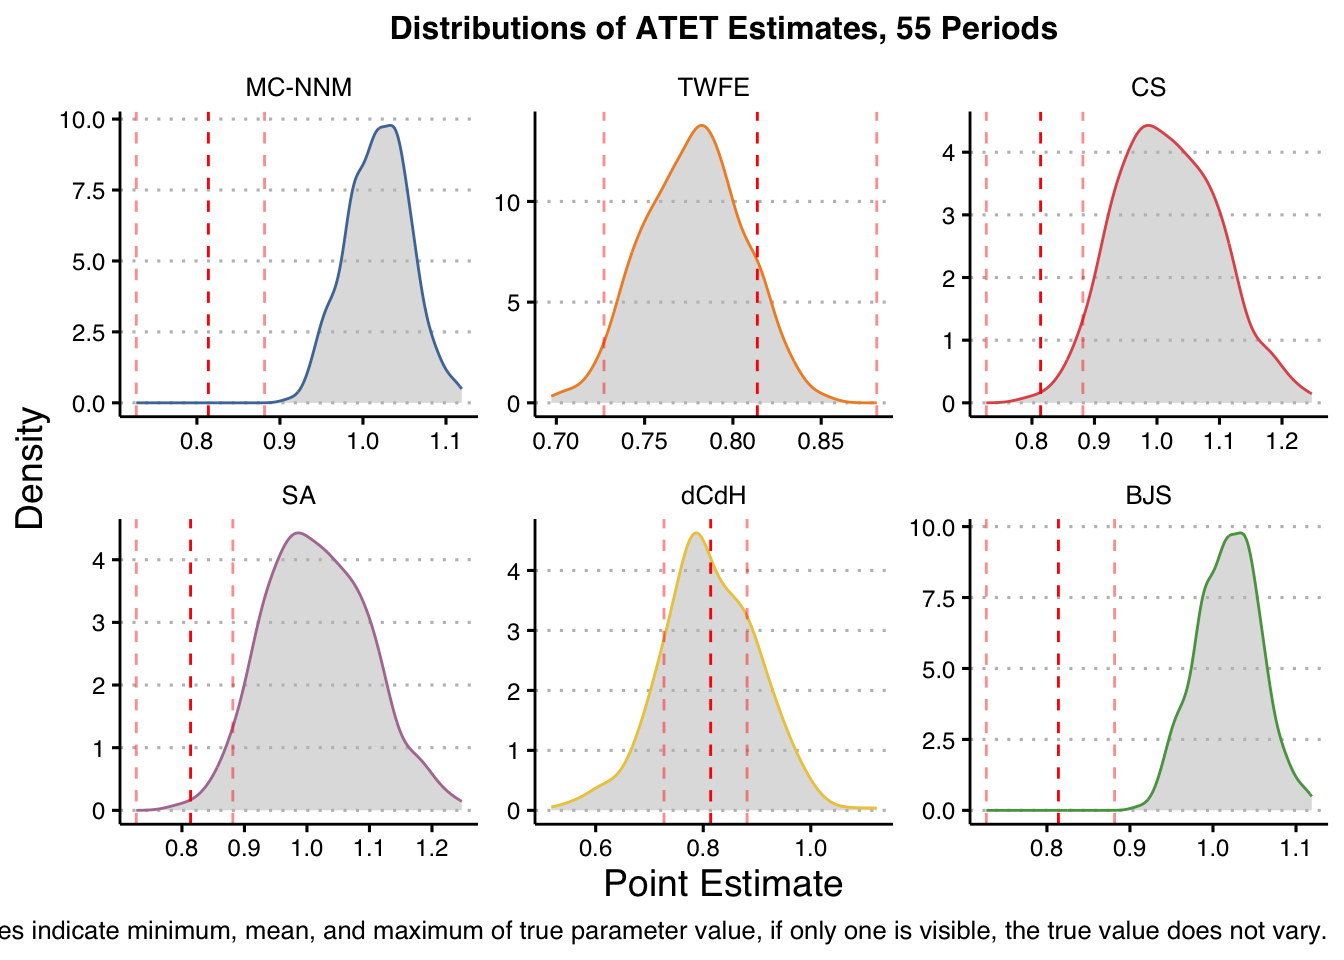 Distributions of ATET Estimates, 55 Periods
MC-NNM
TWFE
CS
10.0
7.5
5.0
2.5
0.0
0.8 0.9 1.0 1.1
10
5
0
0.70 0.75 0.80 0.85
4
3
2
1
0
0.8 0.9 1.0 1.1 1.2
Density
SA
dCdH
BJS
4
3
2
1
0
0.8 0.9 1.0 1.1 1.2
4
3
2
1
0
0.6 0.8 1.0
10.0
7.5
5.0
2.5
0.0
0.8 0.9 1.0 1.1
Point Estimate
indicate minimum, mean, and maximum of true parameter value, if only one is visible, the true value does not vary.